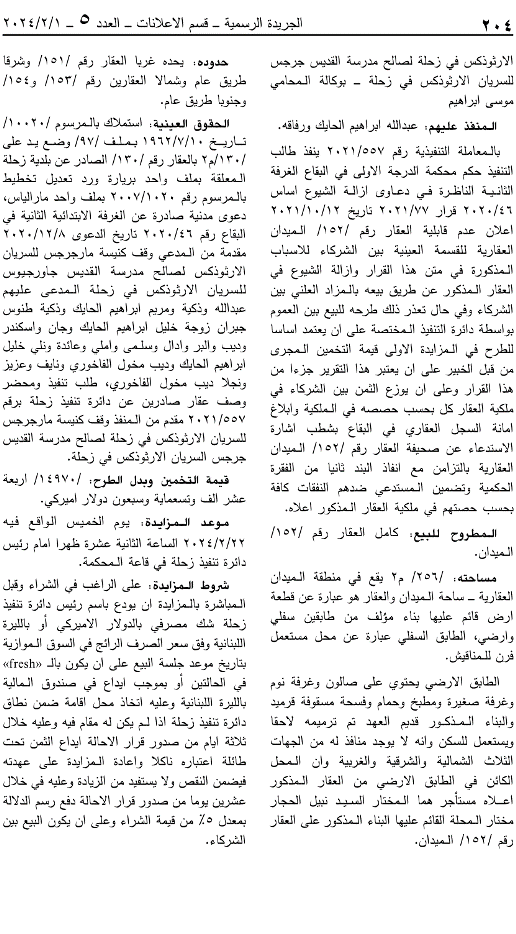 ٢٠٤
الجريدة الرسمية ــ قسم الاعلانات ــ العدد ٥ ــ ٢٠٢٤/٢/١
الارثوذكس في زحلة لصالح مدرسة القديس جرجس
للسريان الارثوذكس في زحلة ــ بوكالة المحامي
موسى ابراهيم
المنفذ عليهم: عبدالله ابراهيم الحايك ورفاقه.
بالمعاملة التنفيذية رقم ٢٠٢١/٥٥٧ ينفذ طالب
التنفيذ حكم محكمة الدرجة الاولى في البقاع الغرفة
الثانية الناظرة في دعاوى ازالة الشيوع اساس
٢٠٢٠/٤٦ قرار ٢٠٢١/٧٧ تاريخ ٢٠٢١/١٠/١٢
اعلان عدم قابلية العقار رقم /١٥٢/ الميدان
العقارية للقسمة العينية بين الشركاء للاسباب
المذكورة في متن هذا القرار وازالة الشيوع في
العقار المذكور عن طريق بيعه بالمزاد العلني بين
الشركاء وفي حال تعذر ذلك طرحه للبيع بين العموم
بواسطة دائرة التنفيذ المختصة على ان يعتمد اساسا
للطرح في المزايدة الاولى قيمة التخمين المجرى
من قبل الخبير على ان يعتبر هذا التقرير جزءا من
هذا القرار وعلى ان يوزع الثمن بين الشركاء في
ملكية العقار كل بحسب حصصه في الملكية وابلاغ
امانة السجل العقاري في البقاع بشطب اشارة
الاستدعاء عن صحيفة العقار رقم /١٥٢/ الميدان
العقارية بالتزامن مع انفاذ البند ثانيا من الفقرة
الحكمية وتضمين المستدعي ضدهم النفقات كافة
بحسب حصتهم في ملكية العقار المذكور اعلاه.
المطروح للبيع: كامل العقار رقم /١٥٢/
الميدان.
مساحته: /٢٥٦/ م٢ يقع في منطقة الميدان
العقارية ــ ساحة الميدان والعقار هو عبارة عن قطعة
ارض قائم عليها بناء مؤلف من طابقين سفلي
وارضي، الطابق السفلي عبارة عن محل مستعمل
فرن للمناقيش.
الطابق الارضي يحتوي على صالون وغرفة نوم
وغرفة صغيرة ومطبخ وحمام وفسحة مسقوفة قرميد
والبناء المذكور قديم العهد تم ترميمه لاحقا
ويستعمل للسكن وانه لا يوجد منافذ له من الجهات
الثلاث الشمالية والشرقية والغربية وان المحل
الكائن في الطابق الارضي من العقار المذكور
اعلاه مستأجر هما المختار السيد نبيل الحجار
مختار المحلة القائم عليها البناء المذكور على العقار
رقم /١٥٢/ الميدان.
حدوده: يحده غربا العقار رقم /١٥١/ وشرقا
طريق عام وشمالا العقارين رقم /١٥٣/ و١٥٤/
وجنوبا طريق عام.
الحقوق العينية: استملاك بالمرسوم /١٠٠٢٠/
تاريخ ١٩٦٢/٧/١٠ بملف /٩٧/ وضع يد على
/١٣٠/م٢ بالعقار رقم /١٣٠/ الصادر عن بلدية زحلة
المعلقة بملف واحد بريارة ورد تعديل تخطيط
بالمرسوم رقم ٢٠٠٧/١٠٢٠ بملف واحد مارالياس،
دعوى مدنية صادرة عن الغرفة الابتدائية الثانية في
البقاع رقم ٢٠٢٠/٤٦ تاريخ الدعوى ٢٠٢٠/١٢/٨
مقدمة من المدعي وقف كنيسة مارجرجس للسريان
الارثوذكس لصالح مدرسة القديس جاورجيوس
للسريان الارثوذكس في زحلة المدعى عليهم
عبدالله وذكية ومريم ابراهيم الحايك وذكية طنوس
جبران زوجة خليل ابراهيم الحايك وجان واسكندر
وديب والبر وادال وسلمى واملي وعائدة ونلي خليل
ابراهيم الحايك وديب مخول الفاخوري ونايف وعزيز
ونجلا ديب مخول الفاخوري، طلب تنفيذ ومحضر
وصف عقار صادرين عن دائرة تنفيذ زحلة برقم
٢٠٢١/٥٥٧ مقدم من المنفذ وقف كنيسة مارجرجس
للسريان الارثوذكس في زحلة لصالح مدرسة القديس
جرجس السريان الارثوذكس في زحلة.
قيمة التخمين وبدل الطرح: /١٤٩٧٠/ اربعة
عشر الف وتسعماية وسبعون دولار اميركي.
موعد المزايدة: يوم الخميس الواقع فيه
٢٠٢٤/٢/٢٢ الساعة الثانية عشرة ظهرا امام رئيس
دائرة تنفيذ زحلة في قاعة المحكمة.
شروط المزايدة: على الراغب في الشراء وقبل
المباشرة بالمزايدة ان يودع باسم رئيس دائرة تنفيذ
زحلة شك مصرفي بالدولار الاميركي أو بالليرة
اللبنانية وفق سعر الصرف الرائج في السوق الموازية
بتاريخ موعد جلسة البيع على ان يكون بالـ «fresh»
في الحالتين أو بموجب ايداع في صندوق المالية
بالليرة اللبنانية وعليه اتخاذ محل اقامة ضمن نطاق
دائرة تنفيذ زحلة اذا لم يكن له مقام فيه وعليه خلال
ثلاثة ايام من صدور قرار الاحالة ايداع الثمن تحت
طائلة اعتباره ناكلا واعادة المزايدة على عهدته
فيضمن النقص ولا يستفيد من الزيادة وعليه في خلال
عشرين يوما من صدور قرار الاحالة دفع رسم الدلالة
بمعدل ٥٪ من قيمة الشراء وعلى ان يكون البيع بين
الشركاء.